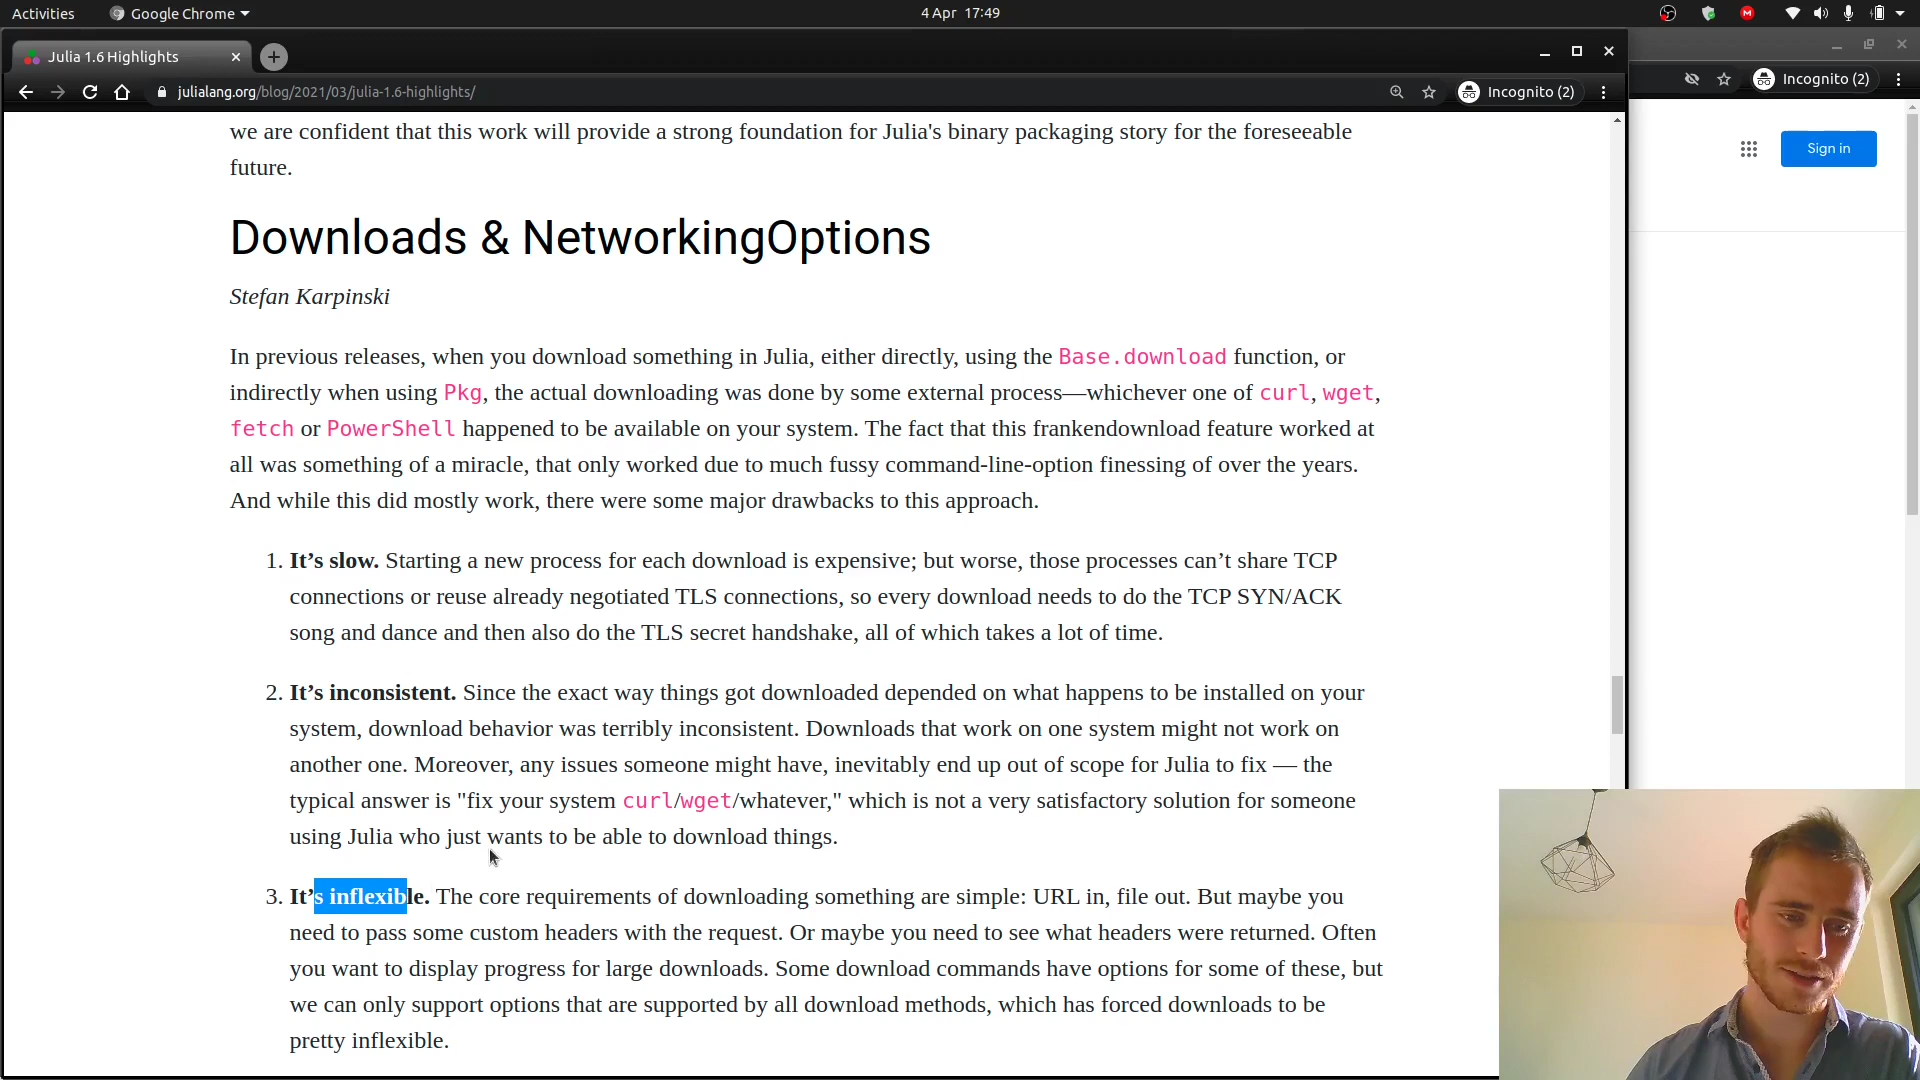 Activities
Google Chrome
4 Apr 17:49
M
Julia 1.6 Highlights
julialang.org/blog/2021/03/julia-1.6-highlights/
Incognito (2)
Incognito (2)
Sign in
we are confident that this work will provide a strong foundation for Julia's binary packaging story for the foreseeable
future.
Downloads & NetworkingOptions
Stefan Karpinski
In previous releases, when you download something in Julia, either directly, using the Base.download function, or
indirectly when using Pkg, the actual downloading was done by some external process—whichever one of curl, wget,
fetch or PowerShell happened to be available on your system. The fact that this frankendownload feature worked at
all was something of a miracle, that only worked due to much fussy command-line-option finessing of over the years.
And while this did mostly work, there were some major drawbacks to this approach.
1. It’s slow. Starting a new process for each download is expensive; but worse, those processes can’t share TCP
connections or reuse already negotiated TLS connections, so every download needs to do the TCP SYN/ACK
song and dance and then also do the TLS secret handshake, all of which takes a lot of time.
2. It’s inconsistent. Since the exact way things got downloaded depended on what happens to be installed on your
system, download behavior was terribly inconsistent. Downloads that work on one system might not work on
another one. Moreover, any issues someone might have, inevitably end up out of scope for Julia to fix — the
typical answer is "fix your system curl/wget/whatever," which is not a very satisfactory solution for someone
using Julia who just wants to be able to download things.
3. It’s inflexible. The core requirements of downloading something are simple: URL in, file out. But maybe you
need to pass some custom headers with the request. Or maybe you need to see what headers were returned. Often
you want to display progress for large downloads. Some download commands have options for some of these, but
we can only support options that are supported by all download methods, which has forced downloads to be
pretty inflexible.